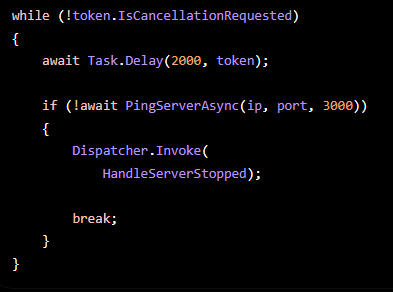 while (!token.IsCancellationRequested)
{
    await Task.Delay(2000, token);

    if (!await PingServerAsync(ip, port, 3000))
    {
        Dispatcher.Invoke(
            HandleServerStopped);

        break;
    }
}